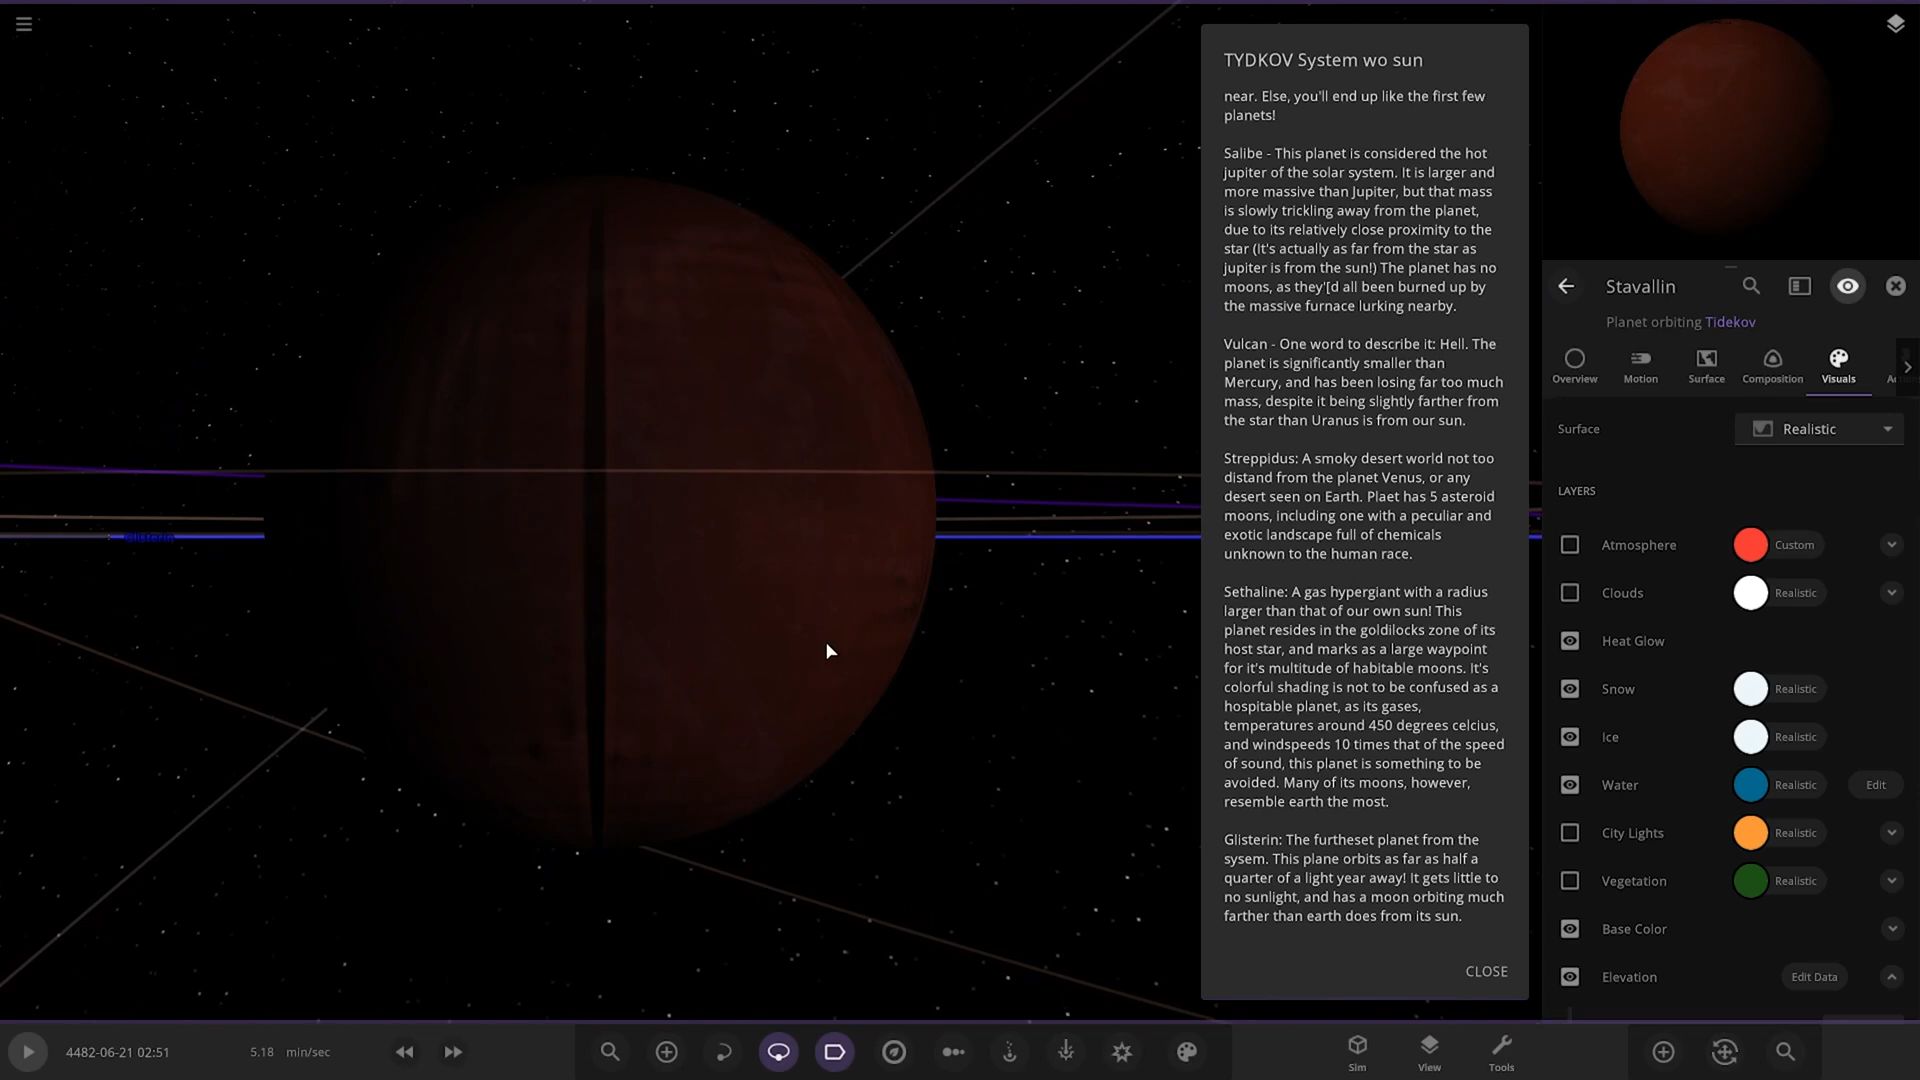 TYDKOV System wo sun
near. Else, you'll end up like the first few
planets!
Salibe - This planet is considered the hot
jupiter of the solar system. It is larger and
more massive than Jupiter, but that mass
is slowly trickling away from the planet,
due to its relatively close proximity to the
star (It's actually as far from the star as
jupiter is from the sun!) The planet has no
moons, as they'[d all been burned up by
the massive furnace lurking nearby.
Vulcan - One word to describe it: Hell. The
planet is significantly smaller than
Mercury, and has been losing far too much
mass, despite it being slightly farther from
the star than Uranus is from our sun.
Streppidus: A smoky desert world not too
distand from the planet Venus, or any
desert seen on Earth. Plaet has 5 asteroid
moons, including one with a peculiar and
exotic landscape full of chemicals
unknown to the human race.
Sethaline: A gas hypergiant with a radius
larger than that of our own sun! This
planet resides in the goldilocks zone of its
host star, and marks as a large waypoint
for it's multitude of habitable moons. It's
colorful shading is not to be confused as a
hospitable planet, as its gases,
temperatures around 450 degrees celcius,
and windspeeds 10 times that of the speed
of sound, this planet is something to be
avoided. Many of its moons, however,
resemble earth the most.
Glisterin: The furtheset planet from the
sysem. This plane orbits as far as half a
quarter of a light year away! It gets little to
no sunlight, and has a moon orbiting much
farther than earth does from its sun.
CLOSE
Stavallin
Planet orbiting Tidekov
Overview Motion Surface Composition Visuals
Surface Realistic
LAYERS
Atmosphere Custom
Clouds Realistic
Heat Glow
Snow Realistic
Ice Realistic
Water Realistic Edit
City Lights Realistic
Vegetation Realistic
Base Color
Elevation Edit Data
4482-06-21 02:51 5.18 min/sec
Sim View Tools